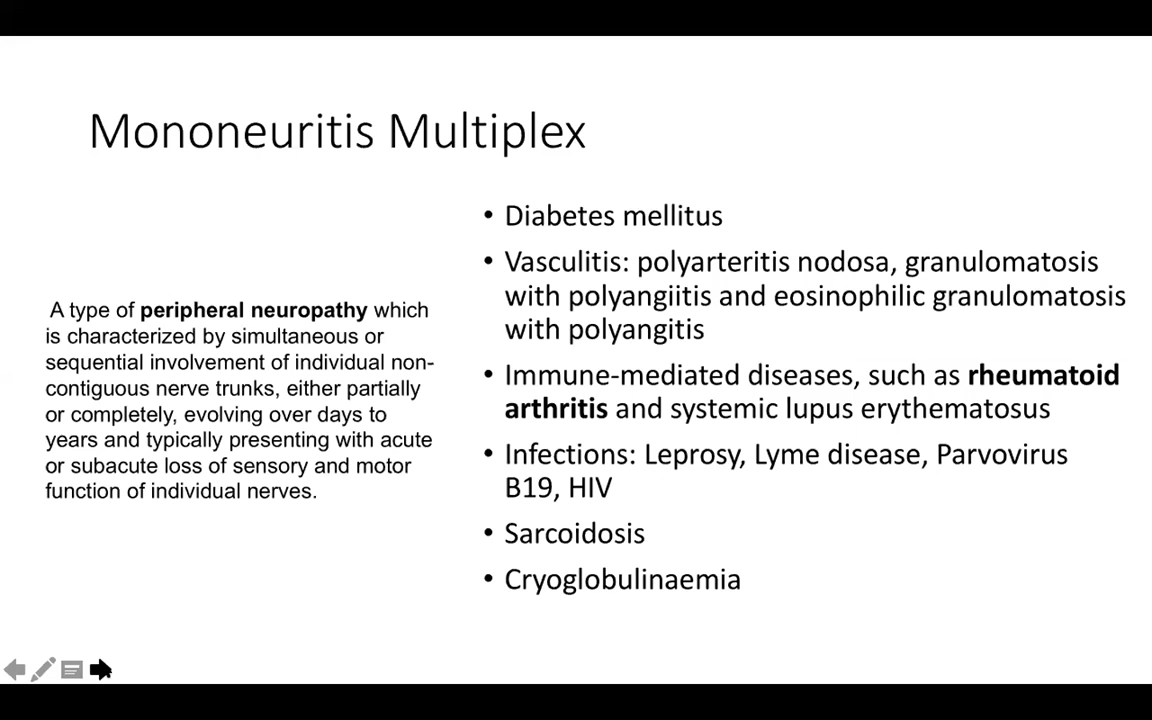 Mononeuritis Multiplex
A type of peripheral neuropathy which
is characterized by simultaneous or
sequential involvement of individual non-
contiguous nerve trunks, either partially
or completely, evolving over days to
years and typically presenting with acute
or subacute loss of sensory and motor
function of individual nerves.
• Diabetes mellitus
• Vasculitis: polyarteritis nodosa, granulomatosis
with polyangiitis and eosinophilic granulomatosis
with polyangitis
• Immune-mediated diseases, such as rheumatoid
arthritis and systemic lupus erythematosus
• Infections: Leprosy, Lyme disease, Parvovirus
B19, HIV
• Sarcoidosis
• Cryoglobulinaemia